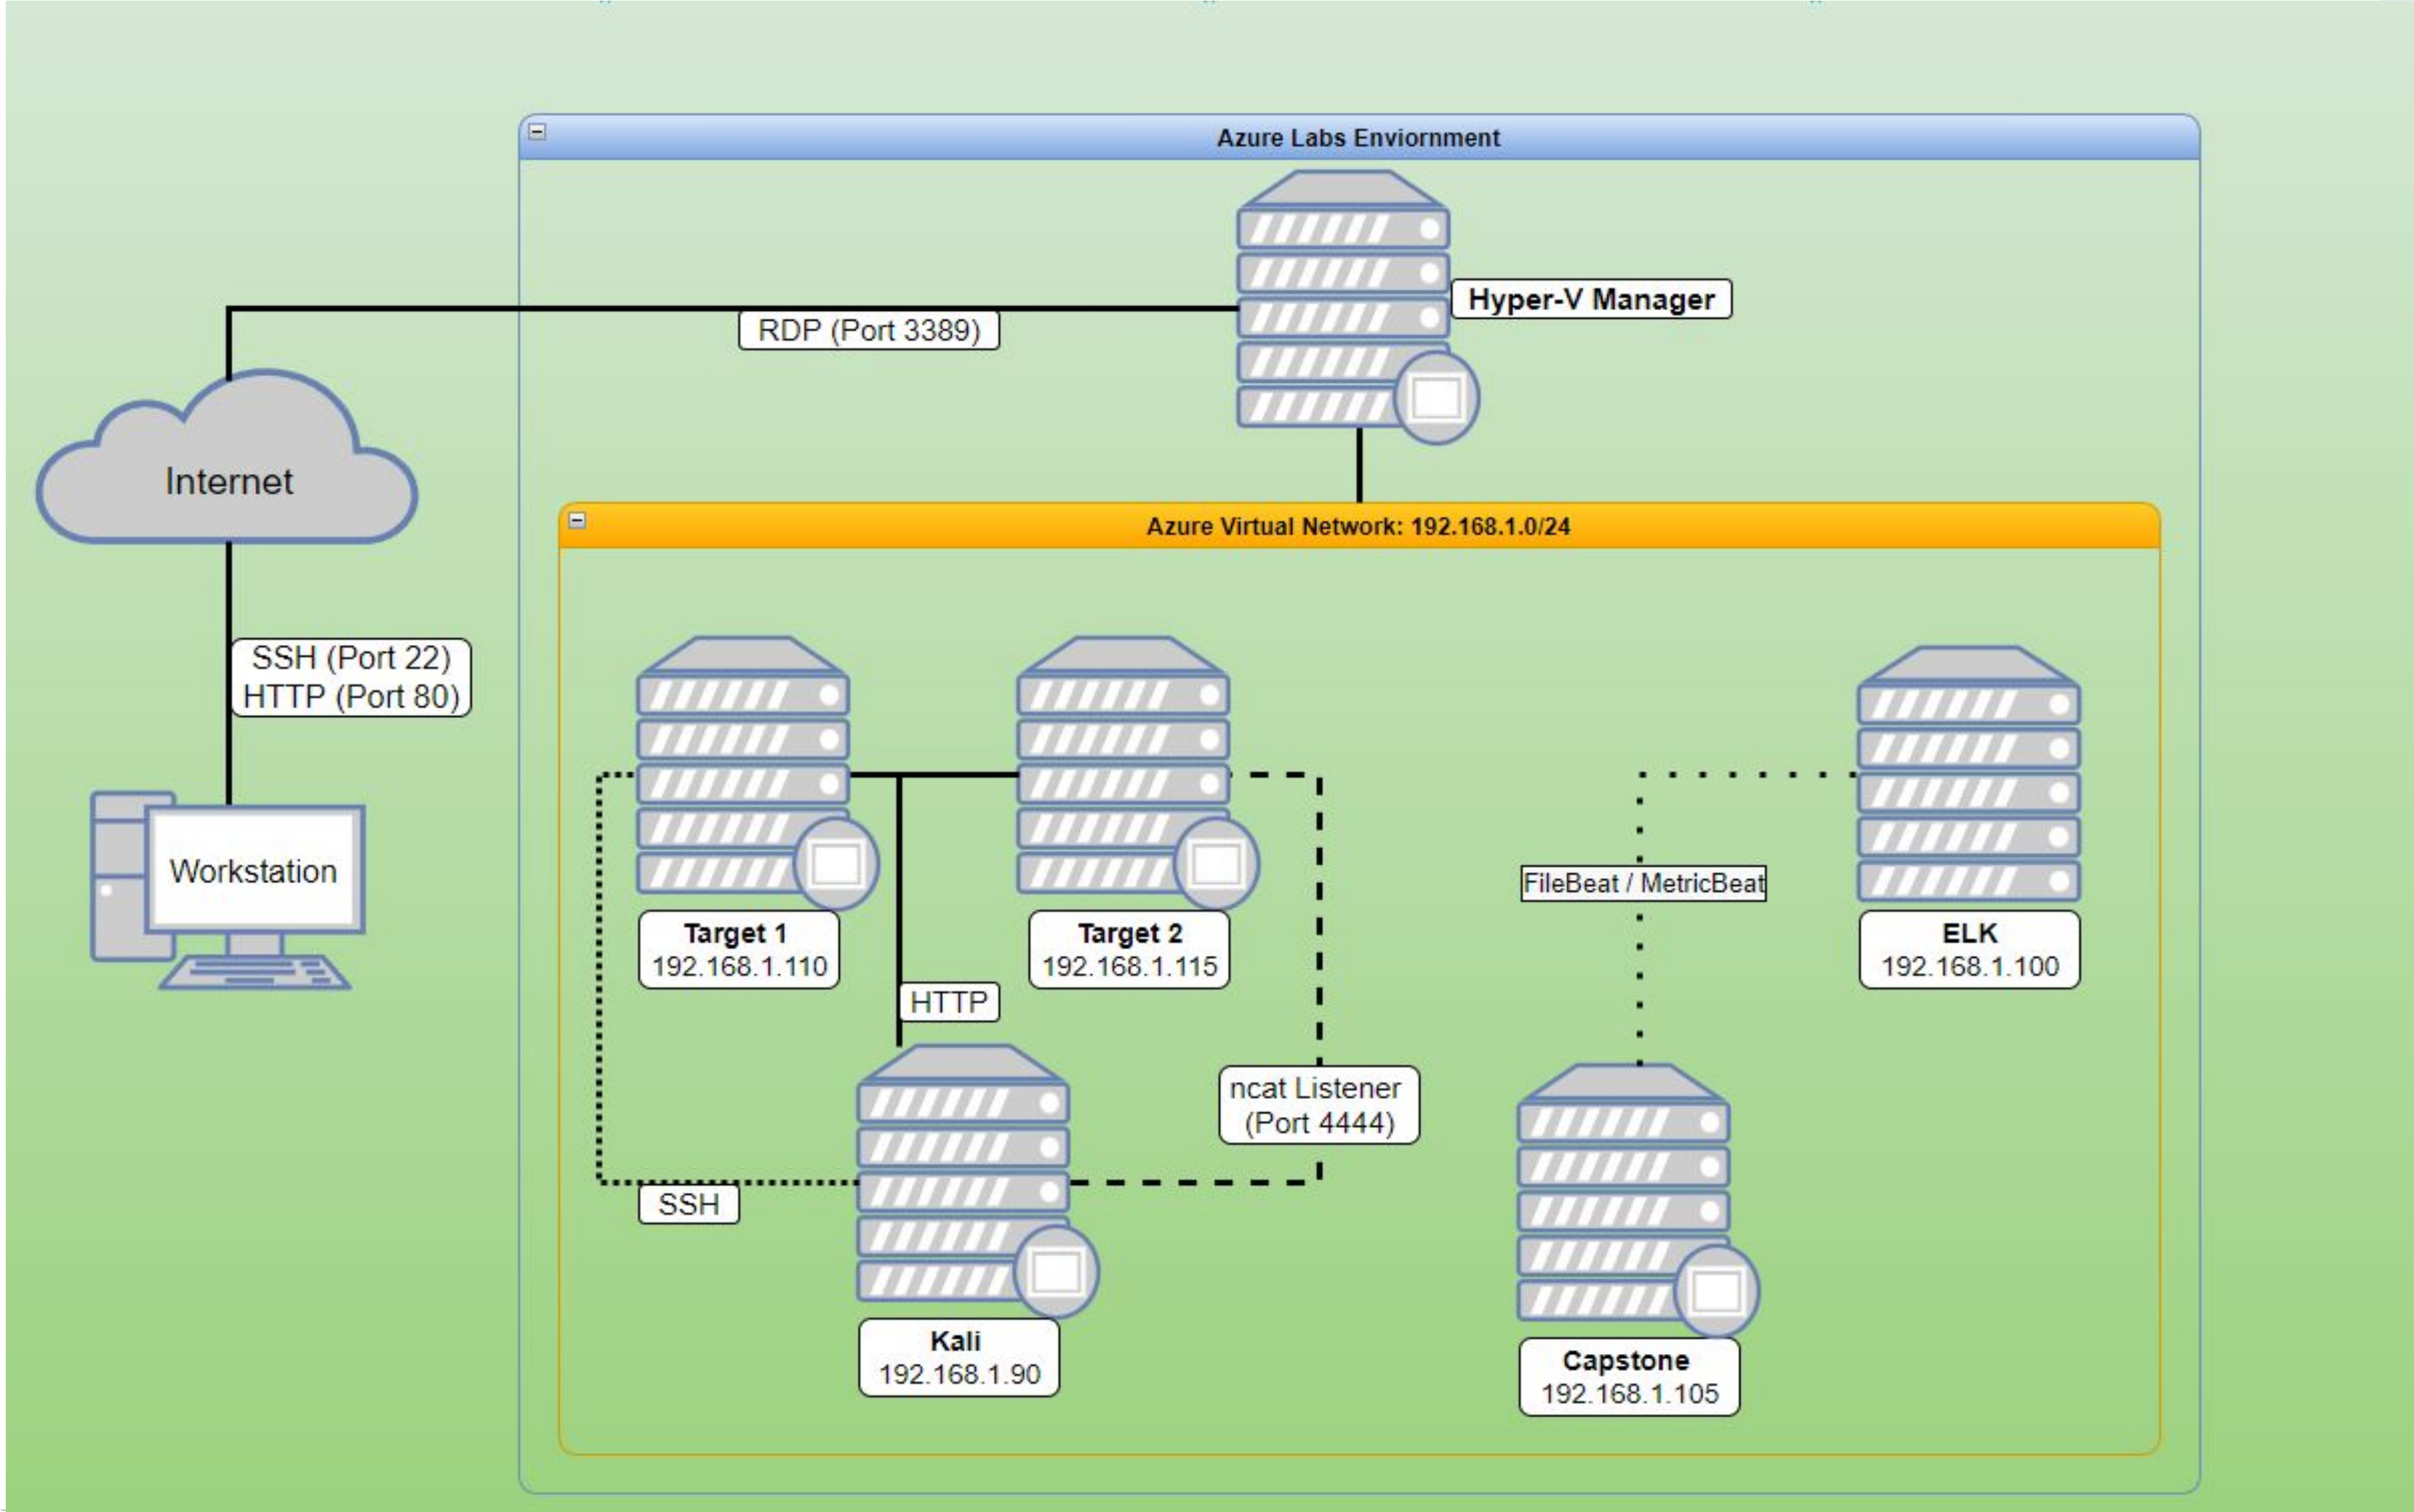 Azure Labs Enviornment
Hyper-V Manager
RDP (Port 3389)
Internet
Azure Virtual Network: 192.168.1.0/24
SSH (Port 22)
HTTP (Port 80)
Workstation
FileBeat / MetricBeat
Target 1
192.168.1.110
Target 2
192.168.1.115
ELK
192.168.1.100
HTTP
ncat Listener
(Port 4444)
SSH
Kali
192.168.1.90
Capstone
192.168.1.105